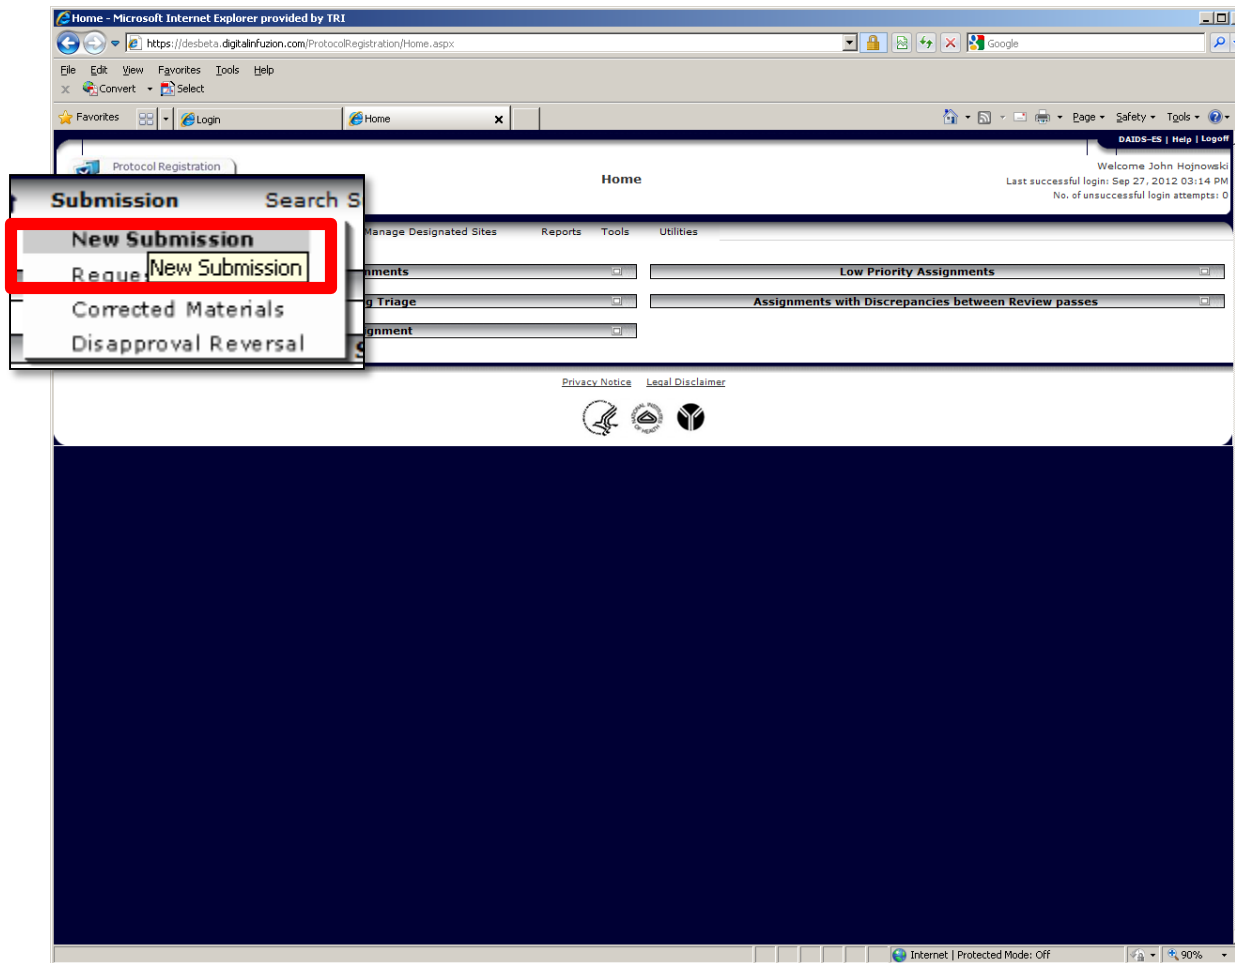 Home - Microsoft Internet Explorer provided by TRI
https://desbeta.digitalinfuzion.com/ProtocolRegistration/Home.aspx
Google
File Edit View Favorites Tools Help
Convert Select
Favorites Login Home Page Safety Tools
DAIDS-ES | Help | Logoff
Protocol Registration
Welcome John Hojnowski
Home
Last successful login: Sep 27, 2012 03:14 PM
No. of unsuccessful login attempts: 0
Submission Search S
New Submission
New Submission
Reque
Corrected Materials
Disapproval Reversal
Manage Designated Sites Reports Tools Utilities
nments Low Priority Assignments
g Triage Assignments with Discrepancies between Review passes
ignment
Privacy Notice Legal Disclaimer
Internet | Protected Mode: Off 90%